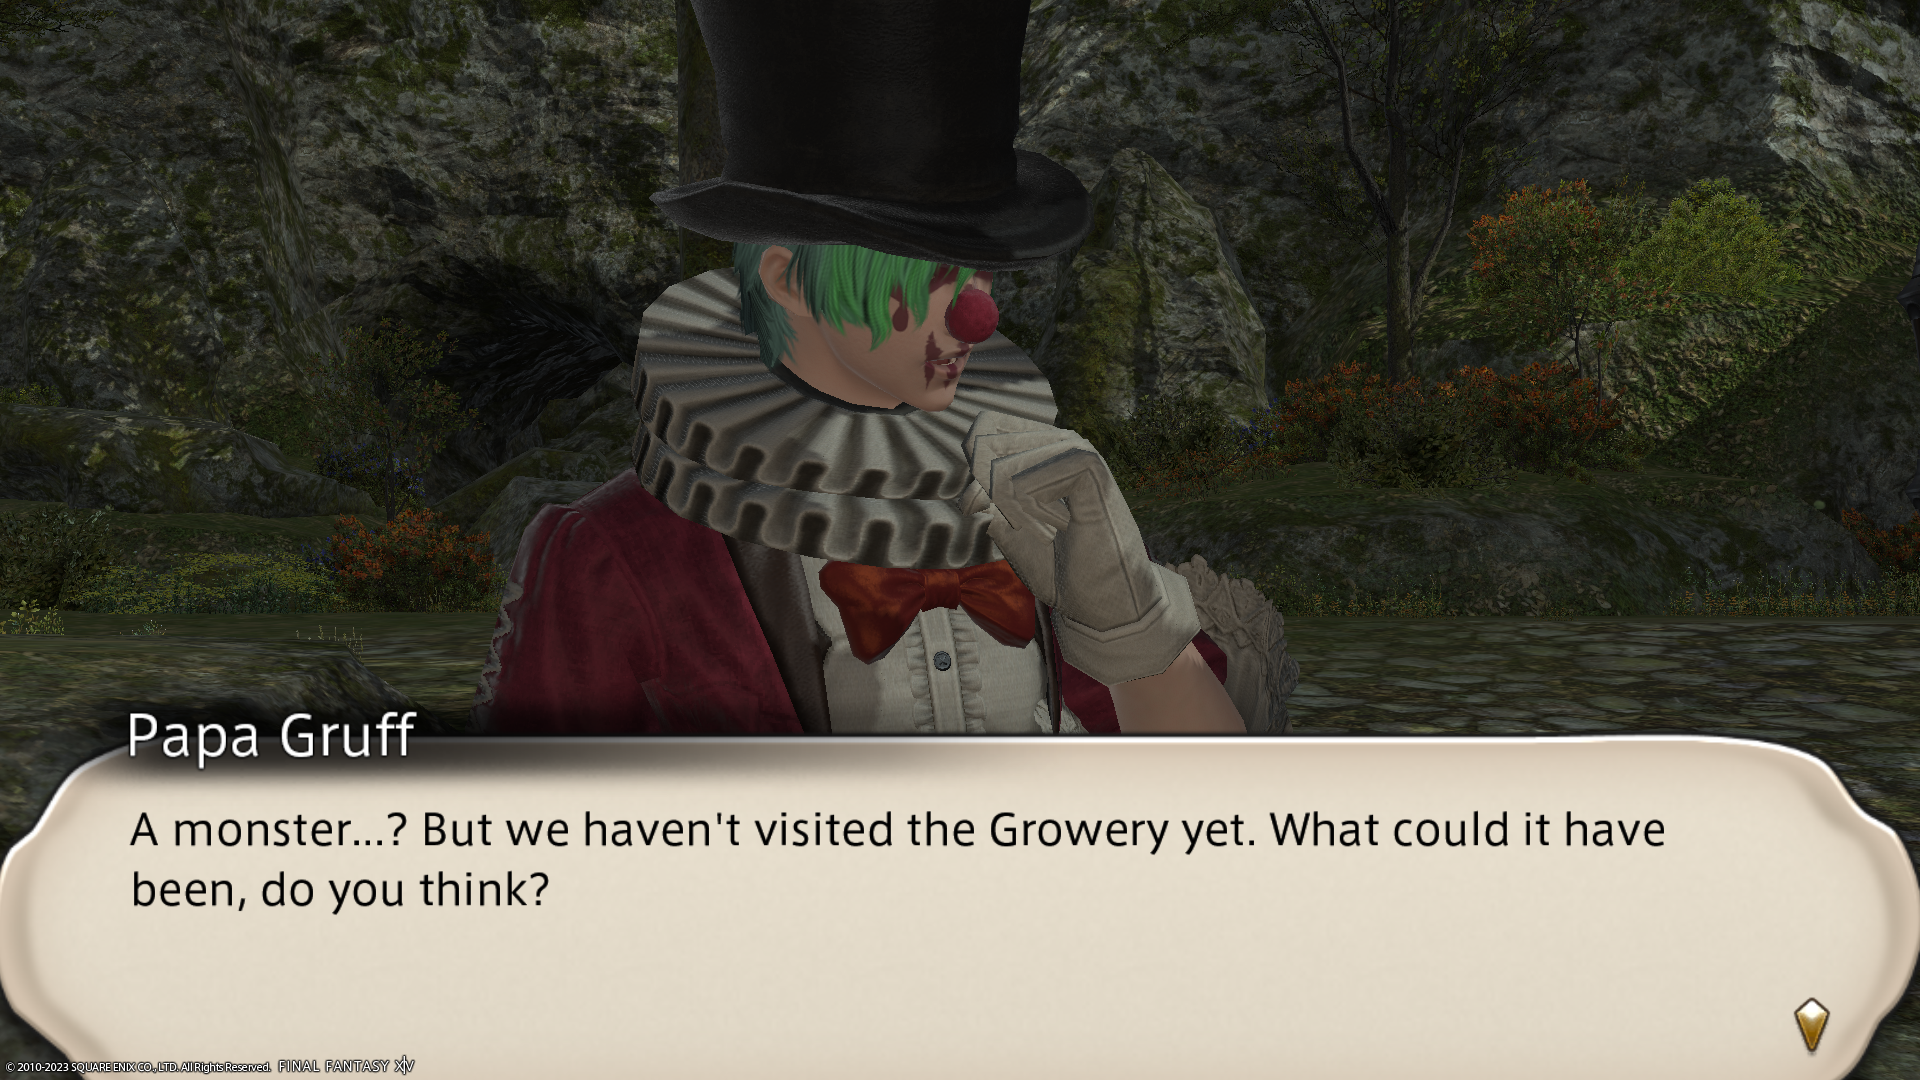 Papa Gruff
A monster...? But we haven't visited the Growery yet. What could it have
been, do you think?
© 2010-2023 SQUARE ENIX CO., LTD. All Rights Reserved. FINAL FANTASY XIV